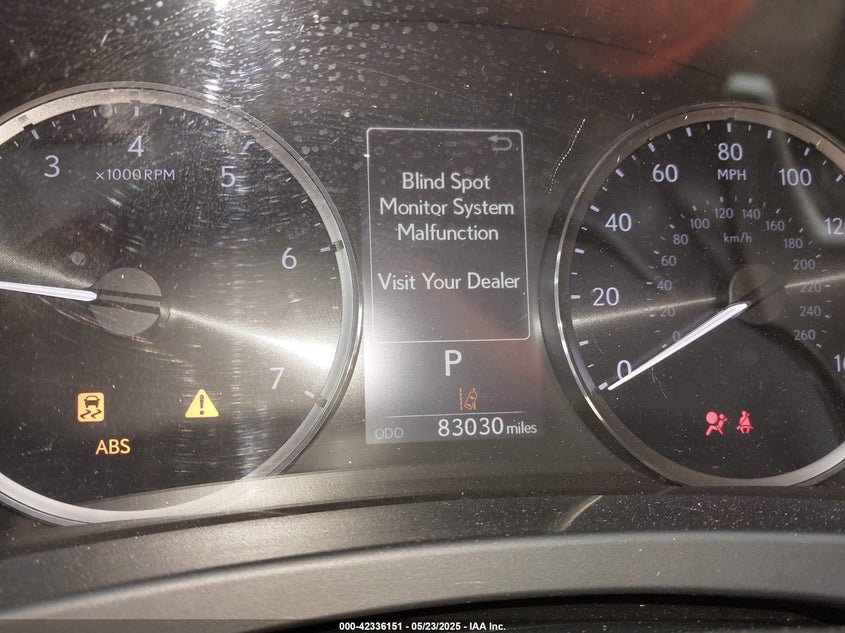 3
4
5
6
7
×1000RPM
ABS
Blind Spot
Monitor System
Malfunction
Visit Your Dealer
P
ODO 83030 miles
0
20
40
60
80
100
MPH
0
20
40
60
80
100
120
140
160
180
200
220
240
260
km/h
000-42336151 - 05/23/2025 - IAA Inc.